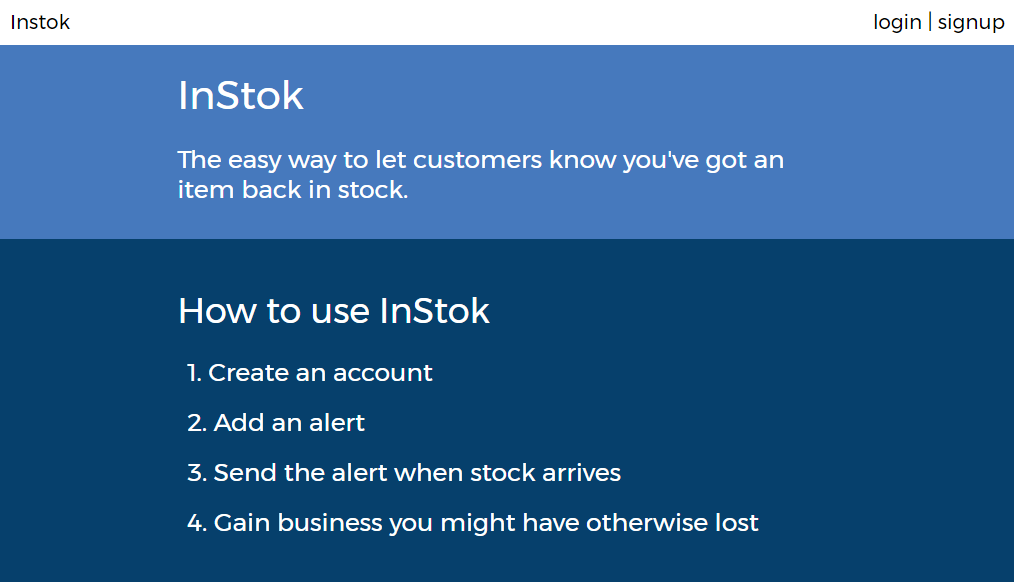 Instok
login | signup
InStok
The easy way to let customers know you've got an
item back in stock.
How to use InStok
1. Create an account
2. Add an alert
3. Send the alert when stock arrives
4. Gain business you might have otherwise lost